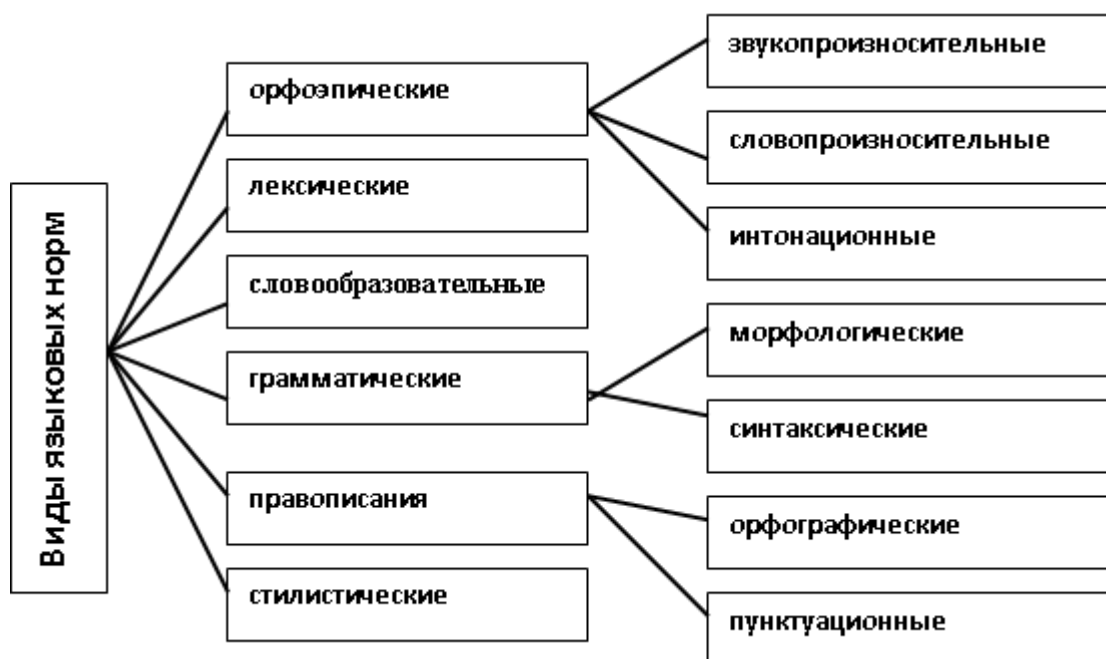 Виды языковых норм
орфоэпические
лексические
словообразовательные
грамматические
правописания
стилистические
звукопроизносительные
словопроизносительные
интонационные
морфологические
синтаксические
орфографические
пунктуационные